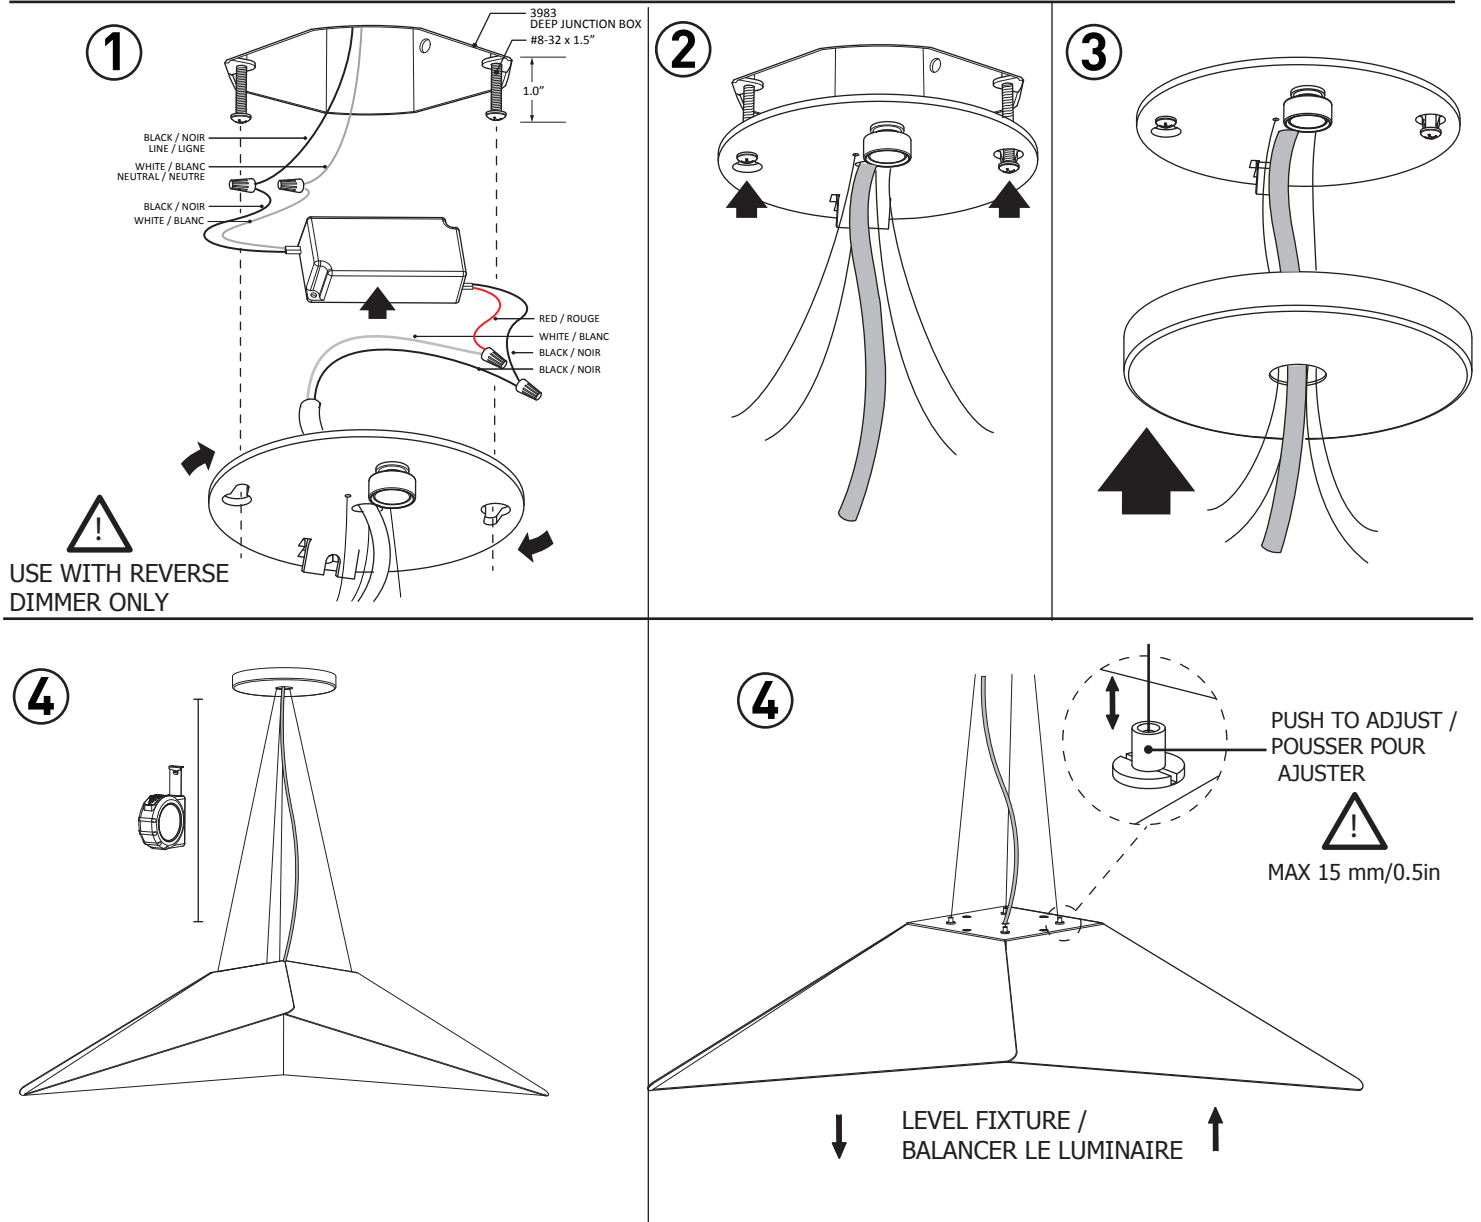 1
3983
DEEP JUNCTION BOX
#8-32 x 1.5”
1.0”
BLACK / NOIR
LINE / LIGNE
WHITE / BLANC
NEUTRAL / NEUTRE
BLACK / NOIR
WHITE / BLANC
RED / ROUGE
WHITE / BLANC
BLACK / NOIR
BLACK / NOIR
!
USE WITH REVERSE
DIMMER ONLY
2
3
4
4
PUSH TO ADJUST /
POUSSER POUR
AJUSTER
!
MAX 15 mm/0.5in
LEVEL FIXTURE /
BALANCER LE LUMINAIRE